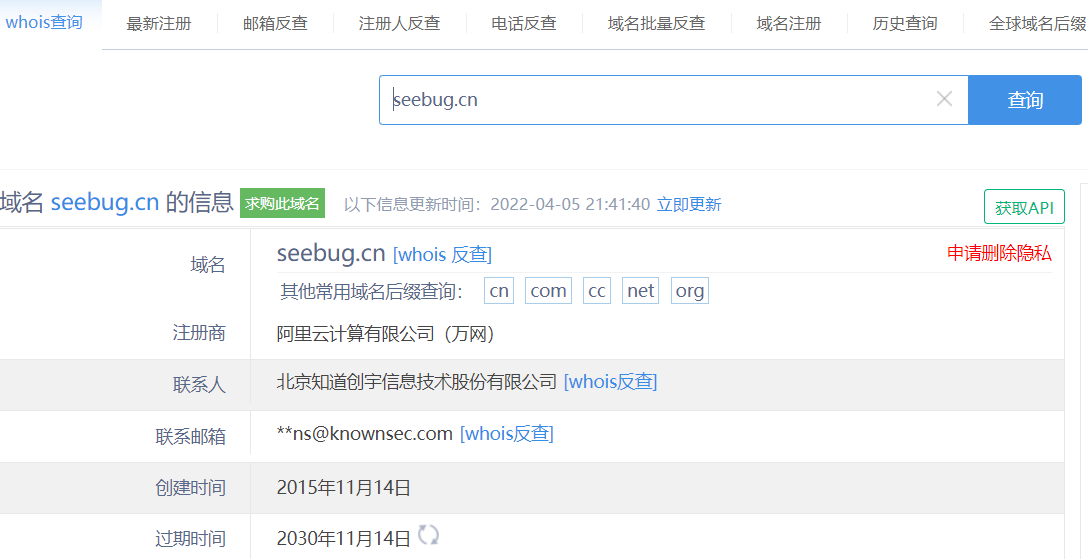 whois查询 最新注册 邮箱反查 注册人反查 电话反查 域名批量反查 域名注册 历史查询 全球域名后缀
seebug.cn 查询
域名 seebug.cn 的信息 求购此域名 以下信息更新时间：2022-04-05 21:41:40 立即更新 获取API
域名 seebug.cn [whois 反查] 申请删除隐私
其他常用域名后缀查询： cn com cc net org
注册商 阿里云计算有限公司（万网）
联系人 北京知道创宇信息技术股份有限公司 [whois反查]
联系邮箱 **ns@knownsec.com [whois反查]
创建时间 2015年11月14日
过期时间 2030年11月14日